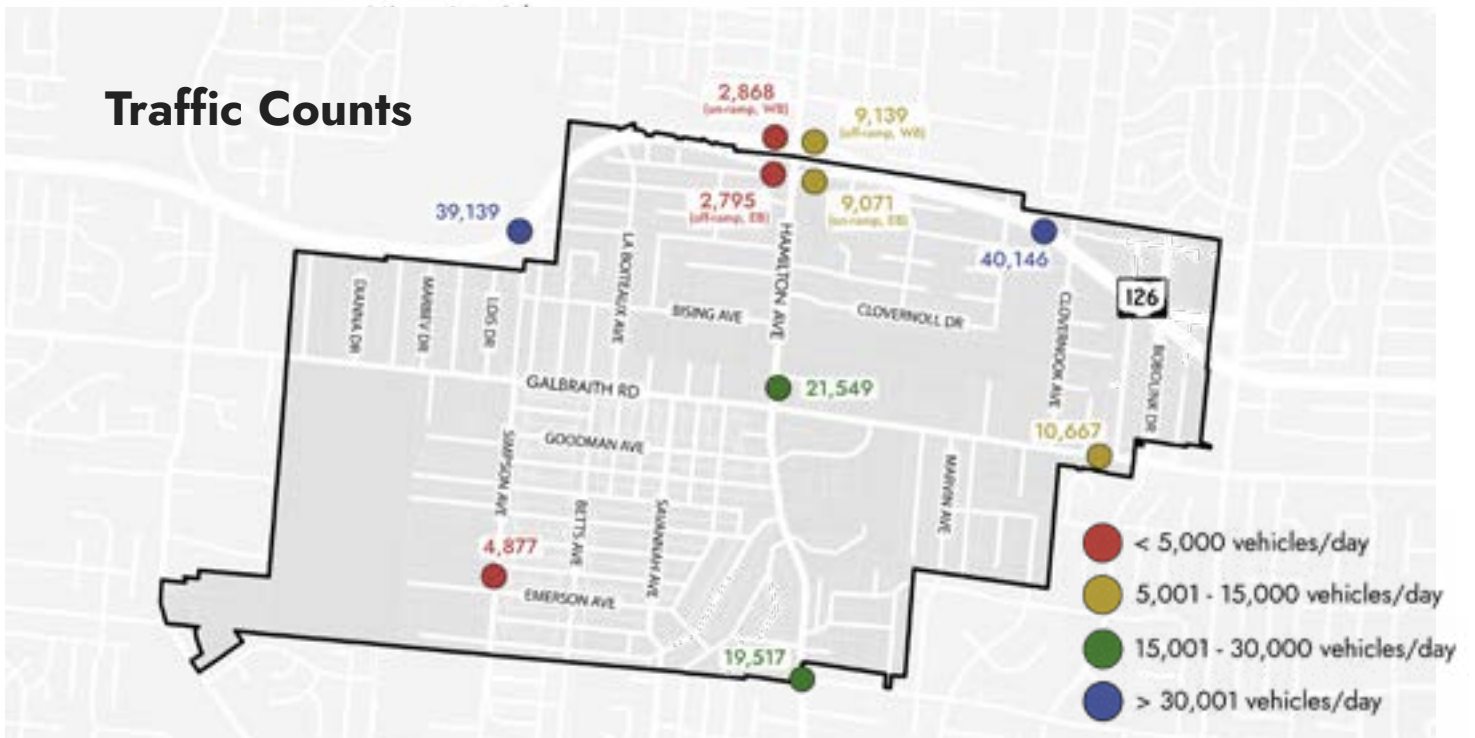 Traffic Counts
2,868
(on-ramp, WB)
9,139
(off-ramp, WB)
2,795
(off-ramp, EB)
9,071
(on-ramp, EB)
39,139
40,146
126
DIANNA DR
LOIS DR
LA BOITEAUX AVE
BISING AVE
HAMILTON AVE
CLOVERNOLL DR
CLOVERNOOK AVE
BOBOLINK DR
GALBRAITH RD
21,549
10,667
GOODMAN AVE
SIMPSON AVE
BETTS AVE
SAVANNAH AVE
MARVIN AVE
4,877
EMERSON AVE
19,517
< 5,000 vehicles/day
5,001 - 15,000 vehicles/day
15,001 - 30,000 vehicles/day
> 30,001 vehicles/day